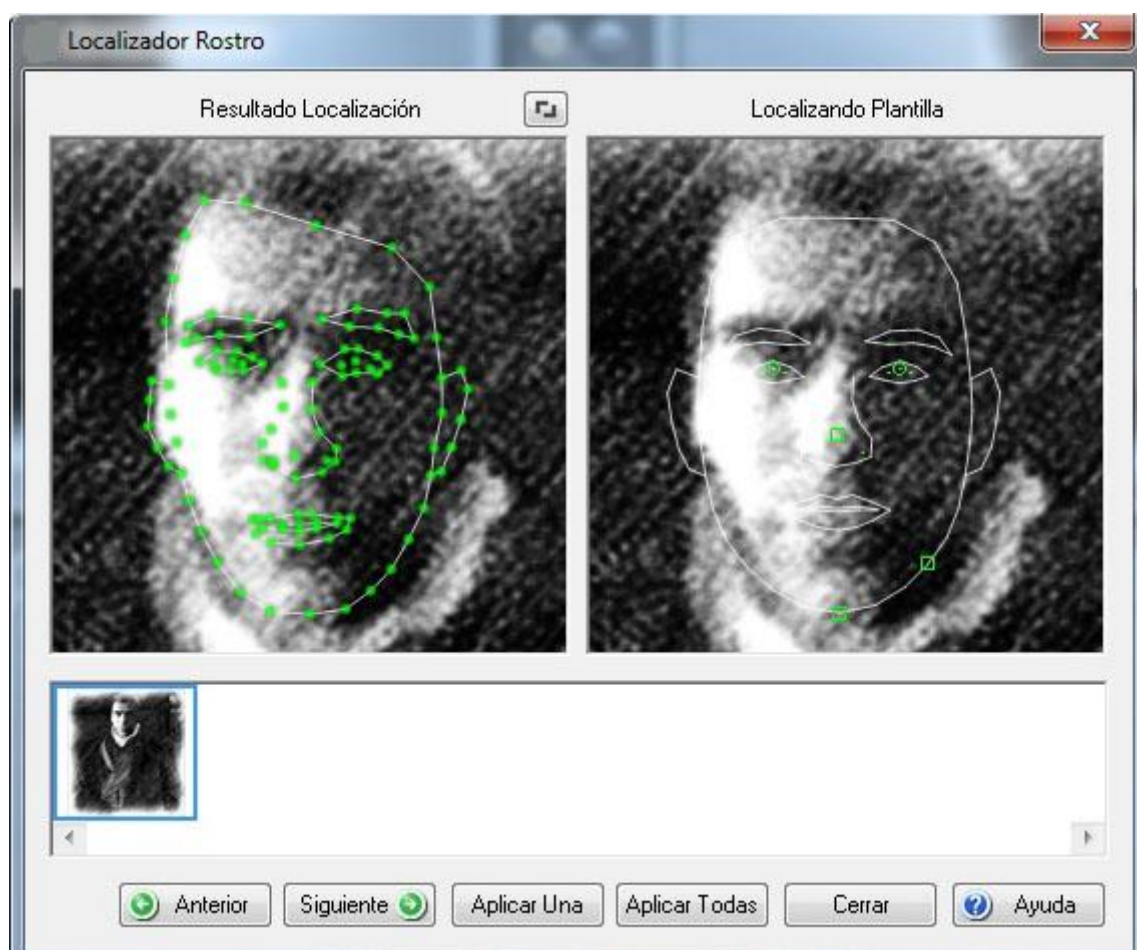 Localizador Rostro
Resultado Localización
Localizando Plantilla
Anterior
Siguiente
Aplicar Una
Aplicar Todas
Cerrar
Ayuda